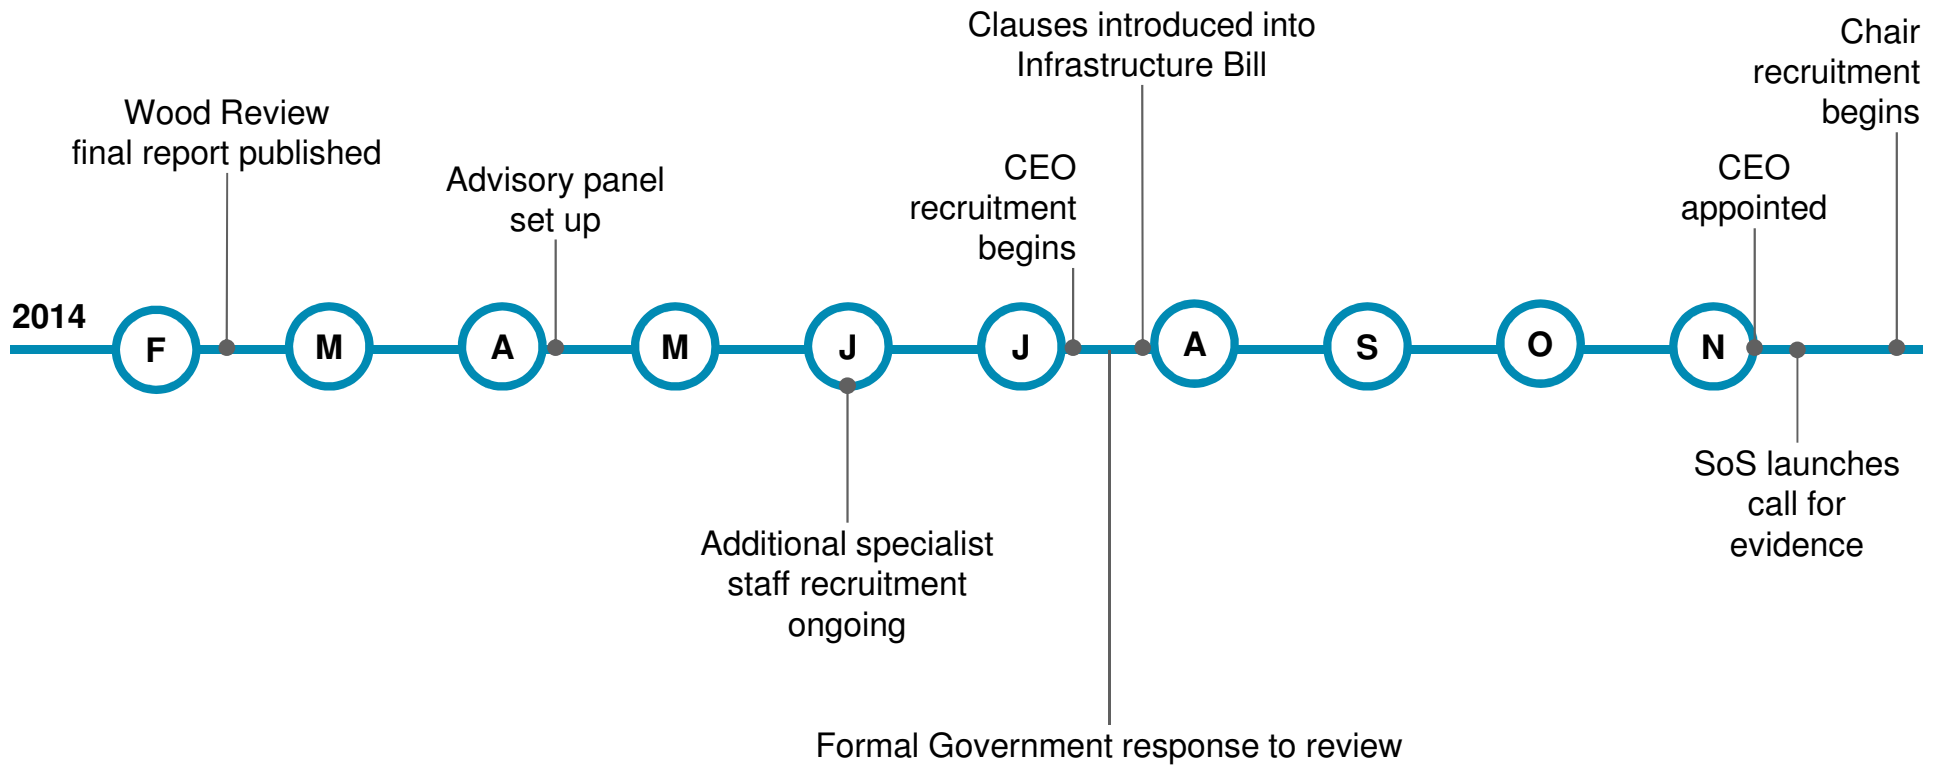 Clauses introduced into
Infrastructure Bill
Chair
recruitment
begins
Wood Review
final report published
Advisory panel
set up
CEO
recruitment
begins
CEO
appointed
2014
F
M
A
M
J
J
A
S
O
N
Additional specialist
staff recruitment
ongoing
SoS launches
call for
evidence
Formal Government response to review